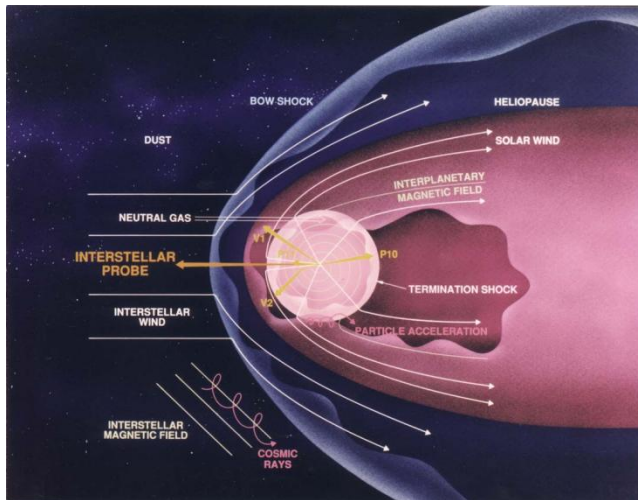 BOW SHOCK
HELIOPAUSE
DUST
SOLAR WIND
INTERPLANETARY
MAGNETIC FIELD
NEUTRAL GAS
V1
INTERSTELLAR
PROBE
P10
TERMINATION SHOCK
V2
INTERSTELLAR
WIND
PARTICLE ACCELERATION
INTERSTELLAR
MAGNETIC FIELD
COSMIC
RAYS